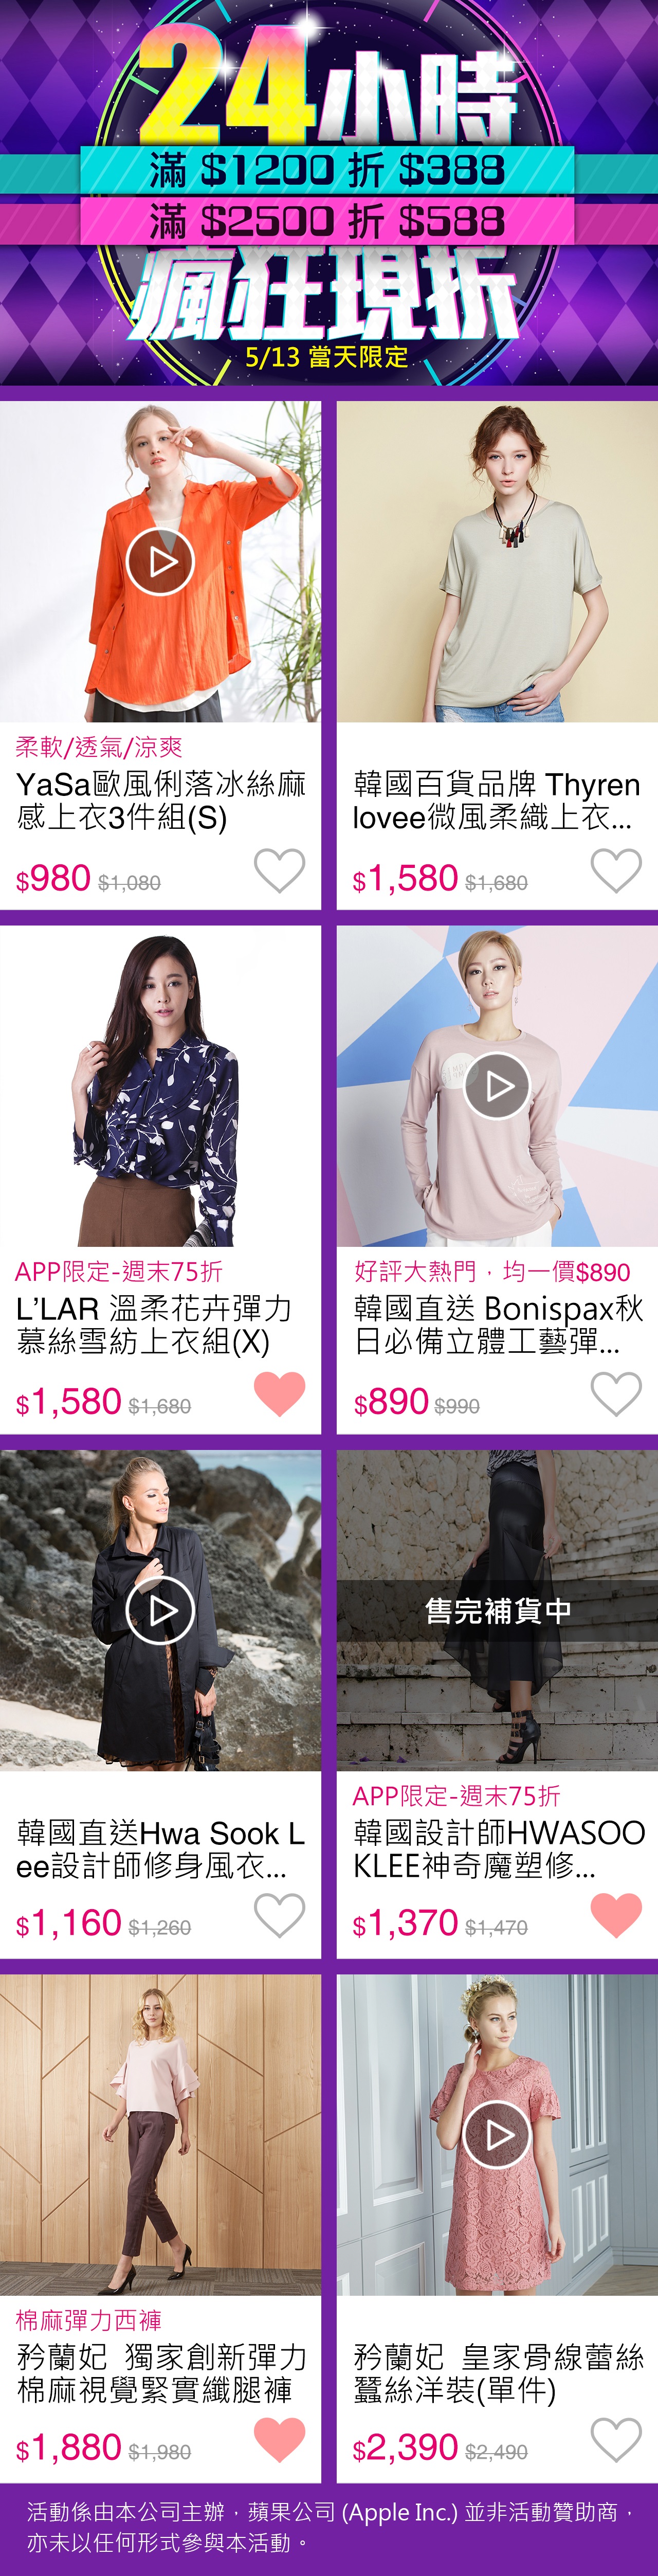 24小時
滿 $1200 折 $388
滿 $2500 折 $588
瘋狂現折
5/13 當天限定
柔軟/透氣/涼爽
YaSa歐風俐落冰絲麻
感上衣3件組(S)
$980 $1,080
韓國百貨品牌 Thyren
lovee微風柔織上衣...
$1,580 $1,680
APP限定-週末75折
L’LAR 溫柔花卉彈力
慕絲雪紡上衣組(X)
$1,580 $1,680
好評大熱門，均一價$890
韓國直送 Bonispax秋
日必備立體工藝彈...
$890 $990
韓國直送Hwa Sook L
ee設計師修身風衣...
$1,160 $1,260
售完補貨中
APP限定-週末75折
韓國設計師HWASOO
KLEE神奇魔塑修...
$1,370 $1,470
棉麻彈力西褲
矜蘭妃 獨家創新彈力
棉麻視覺緊實纖腿褲
$1,880 $1,980
矜蘭妃 皇家骨線蕾絲
蠶絲洋裝(單件)
$2,390 $2,490
活動係由本公司主辦，蘋果公司 (Apple Inc.) 並非活動贊助商，
亦未以任何形式參與本活動。